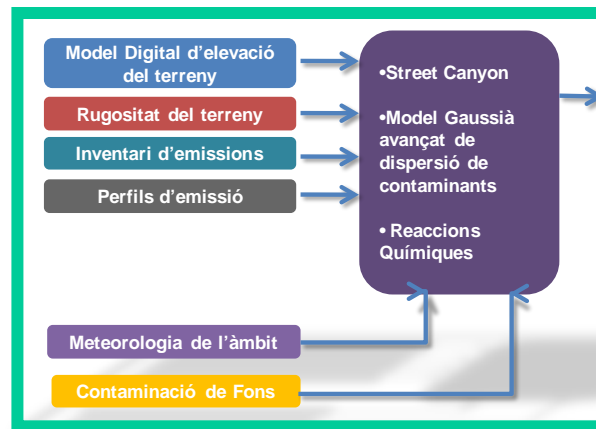 Model Digital d'elevació
del terreny
Rugositat del terreny
Inventari d'emissions
Perfils d'emissió
•Street Canyon
•Model Gaussià
avançat de
dispersió de
contaminants
• Reaccions
Químiques
Meteorologia de l'àmbit
Contaminació de Fons